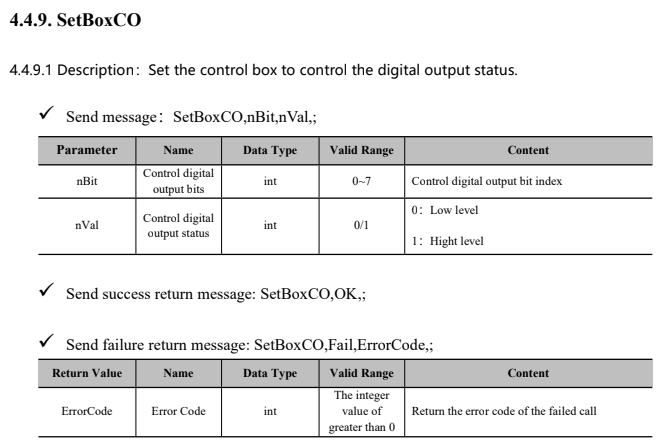 4.4.9. SetBoxCO
4.4.9.1 Description：Set the control box to control the digital output status.
✓ Send message：SetBoxCO,nBit,nVal,;
Parameter Name Data Type Valid Range Content
nBit Control digital output bits int 0~7 Control digital output bit index
nVal Control digital output status int 0/1 0：Low level
1：Hight level
✓ Send success return message: SetBoxCO,OK,;
✓ Send failure return message: SetBoxCO,Fail,ErrorCode,;
Return Value Name Data Type Valid Range Content
ErrorCode Error Code int The integer value of greater than 0 Return the error code of the failed call